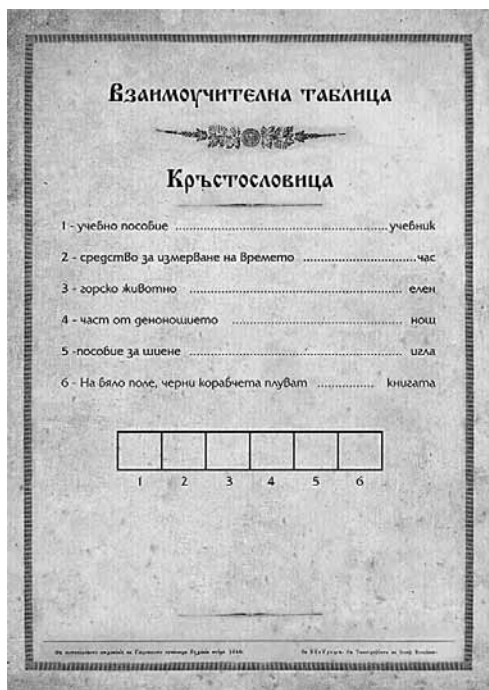 Взаимоучителна таблица
Кръстословица
1 - учебно пособие ........................................................ учебник
2 - средство за измерване на времето ............................. час
3 - горско животно ........................................................ елен
4 - част от денонощието ............................................. нощ
5 -пособие за шиене ..................................................... игла
6 - На бяло поле, черни корабчета плуват ............... книгата
1 2 3 4 5 6